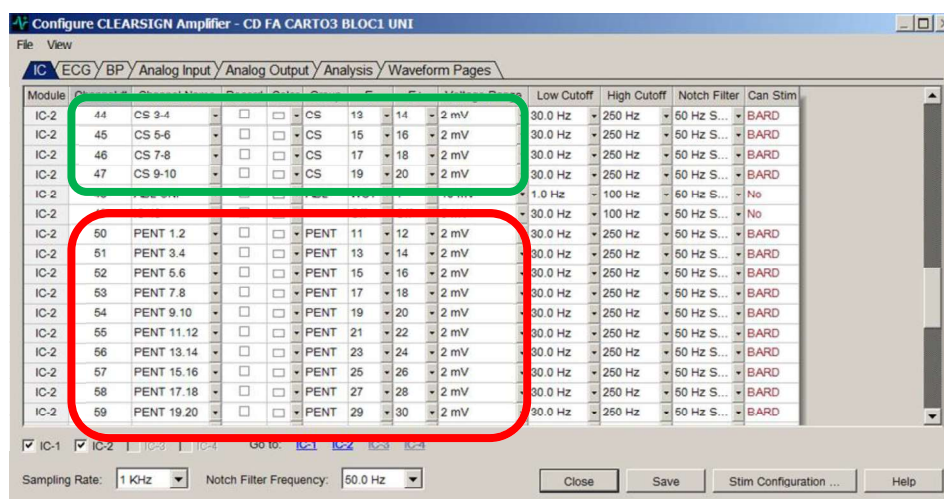 Configure CLEARSIGN Amplifier - CD FA CARTO3 BLOC1 UNI
File View
IC ECG BP Analog Input Analog Output Analysis Waveform Pages
Module Low Cutoff High Cutoff Notch Filter Can Stim
IC-2 44 CS 3-4 CS 13 14 2 mV 30.0 Hz 250 Hz 50 Hz S... BARD
IC-2 45 CS 5-6 CS 15 16 2 mV 30.0 Hz 250 Hz 50 Hz S... BARD
IC-2 46 CS 7-8 CS 17 18 2 mV 30.0 Hz 250 Hz 50 Hz S... BARD
IC-2 47 CS 9-10 CS 19 20 2 mV 30.0 Hz 250 Hz 50 Hz S... BARD
IC-2 1.0 Hz 100 Hz 60 Hz S... No
IC-2 30.0 Hz 100 Hz 50 Hz S... No
IC-2 50 PENT 1.2 PENT 11 12 2 mV 30.0 Hz 250 Hz 50 Hz S... BARD
IC-2 51 PENT 3.4 PENT 13 14 2 mV 30.0 Hz 250 Hz 50 Hz S... BARD
IC-2 52 PENT 5.6 PENT 15 16 2 mV 30.0 Hz 250 Hz 50 Hz S... BARD
IC-2 53 PENT 7.8 PENT 17 18 2 mV 30.0 Hz 250 Hz 50 Hz S... BARD
IC-2 54 PENT 9.10 PENT 19 20 2 mV 30.0 Hz 250 Hz 50 Hz S... BARD
IC-2 55 PENT 11.12 PENT 21 22 2 mV 30.0 Hz 250 Hz 50 Hz S... BARD
IC-2 56 PENT 13.14 PENT 23 24 2 mV 30.0 Hz 250 Hz 50 Hz S... BARD
IC-2 57 PENT 15.16 PENT 25 26 2 mV 30.0 Hz 250 Hz 50 Hz S... BARD
IC-2 58 PENT 17.18 PENT 27 28 2 mV 30.0 Hz 250 Hz 50 Hz S... BARD
IC-2 59 PENT 19.20 PENT 29 30 2 mV 30.0 Hz 250 Hz 50 Hz S... BARD
IC-1 IC-2 IC-3 IC-4 Go to: IC-1 IC-2 IC-3 IC-4
Sampling Rate: 1 KHz Notch Filter Frequency: 50.0 Hz Close Save Stim Configuration ... Help